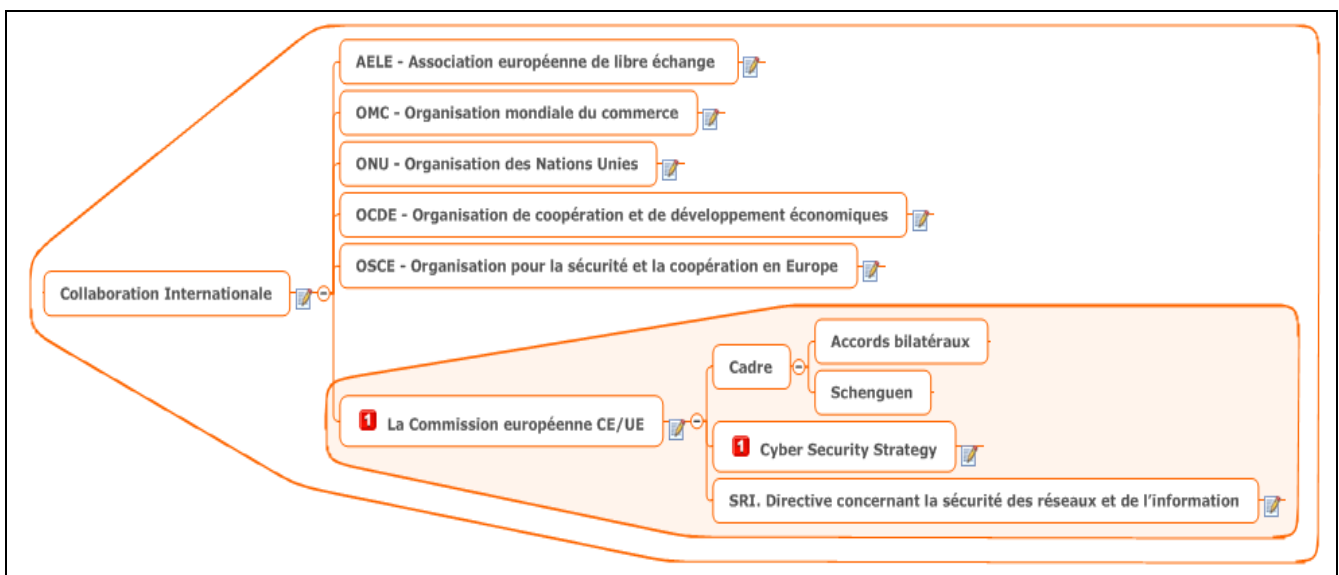 AELE - Association européenne de libre échange
OMC - Organisation mondiale du commerce
ONU - Organisation des Nations Unies
OCDE - Organisation de coopération et de développement économiques
OSCE - Organisation pour la sécurité et la coopération en Europe
Collaboration Internationale
Accords bilatéraux
Cadre
Schenguen
1 La Commission européenne CE/UE
1 Cyber Security Strategy
SRI. Directive concernant la sécurité des réseaux et de l'information